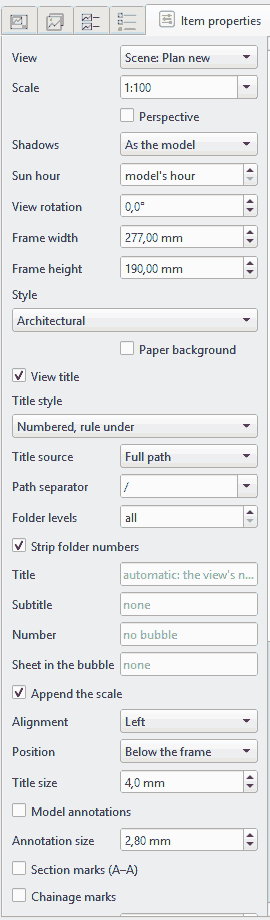 Item properties
View Scene: Plan new
Scale 1:100
Perspective
Shadows As the model
Sun hour model's hour
View rotation 0,0°
Frame width 277,00 mm
Frame height 190,00 mm
Style
Architectural
Paper background
View title
Title style
Numbered, rule under
Title source Full path
Path separator /
Folder levels all
Strip folder numbers
Title automatic: the view's n...
Subtitle none
Number no bubble
Sheet in the bubble none
Append the scale
Alignment Left
Position Below the frame
Title size 4,0 mm
Model annotations
Annotation size 2,80 mm
Section marks (A–A)
Chainage marks